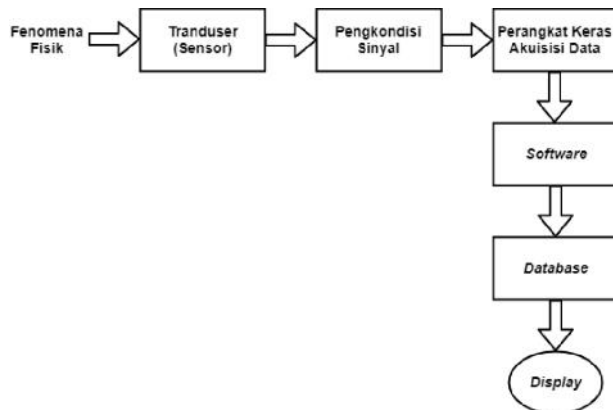 Fenomena
Fisik
Tranduser
(Sensor)
Pengkondisi
Sinyal
Perangkat Keras
Akuisisi Data
Software
Database
Display